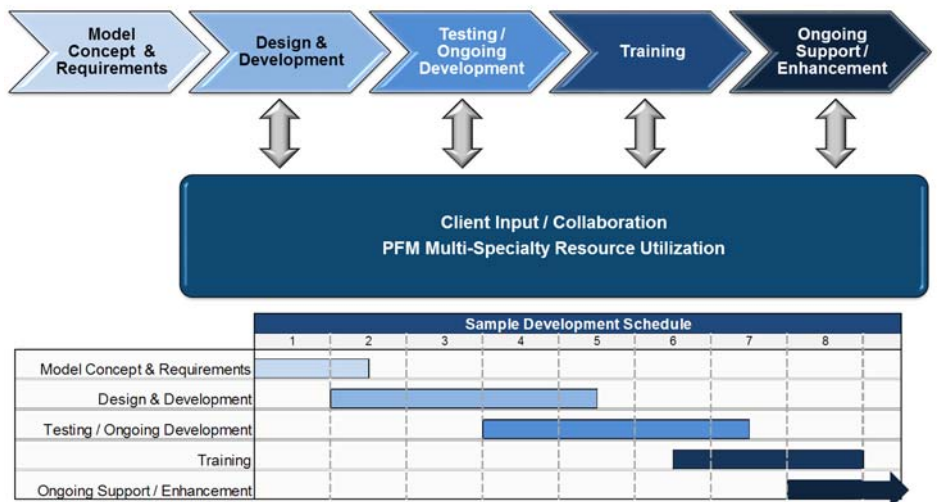 Model
Concept &
Requirements
Design &
Development
Testing /
Ongoing
Development
Training
Ongoing
Support /
Enhancement
Client Input / Collaboration
PFM Multi-Specialty Resource Utilization
Sample Development Schedule
1 2 3 4 5 6 7 8
Model Concept & Requirements
Design & Development
Testing / Ongoing Development
Training
Ongoing Support / Enhancement